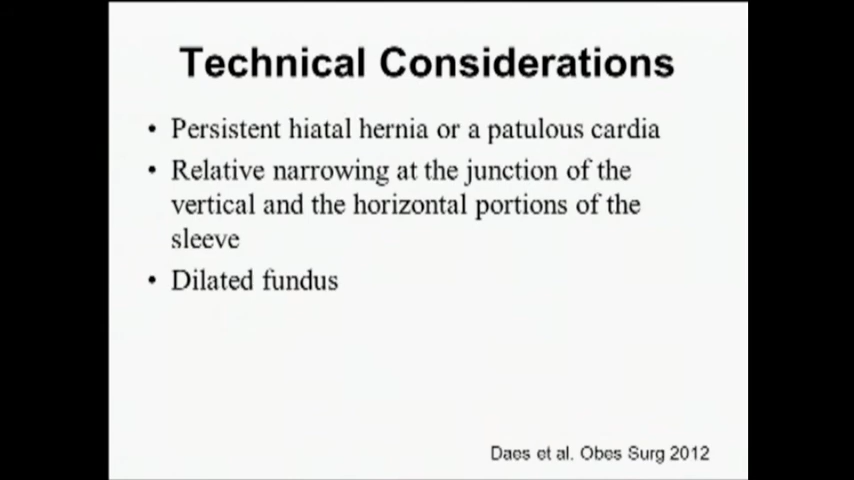 Technical Considerations
• Persistent hiatal hernia or a patulous cardia
• Relative narrowing at the junction of the
vertical and the horizontal portions of the
sleeve
• Dilated fundus
Daes et al. Obes Surg 2012